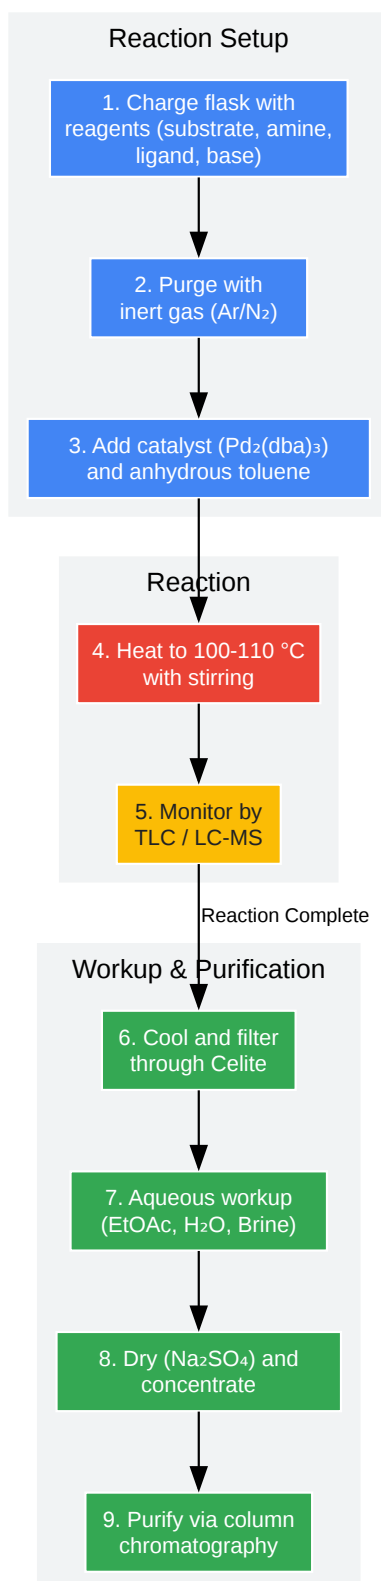 Reaction Setup
1. Charge flask with
reagents (substrate, amine,
ligand, base)
2. Purge with
inert gas (Ar/N₂)
3. Add catalyst (Pd₂(dba)₃)
and anhydrous toluene
Reaction
4. Heat to 100-110 °C
with stirring
5. Monitor by
TLC / LC-MS
Reaction Complete
Workup & Purification
6. Cool and filter
through Celite
7. Aqueous workup
(EtOAc, H₂O, Brine)
8. Dry (Na₂SO₄) and
concentrate
9. Purify via column
chromatography